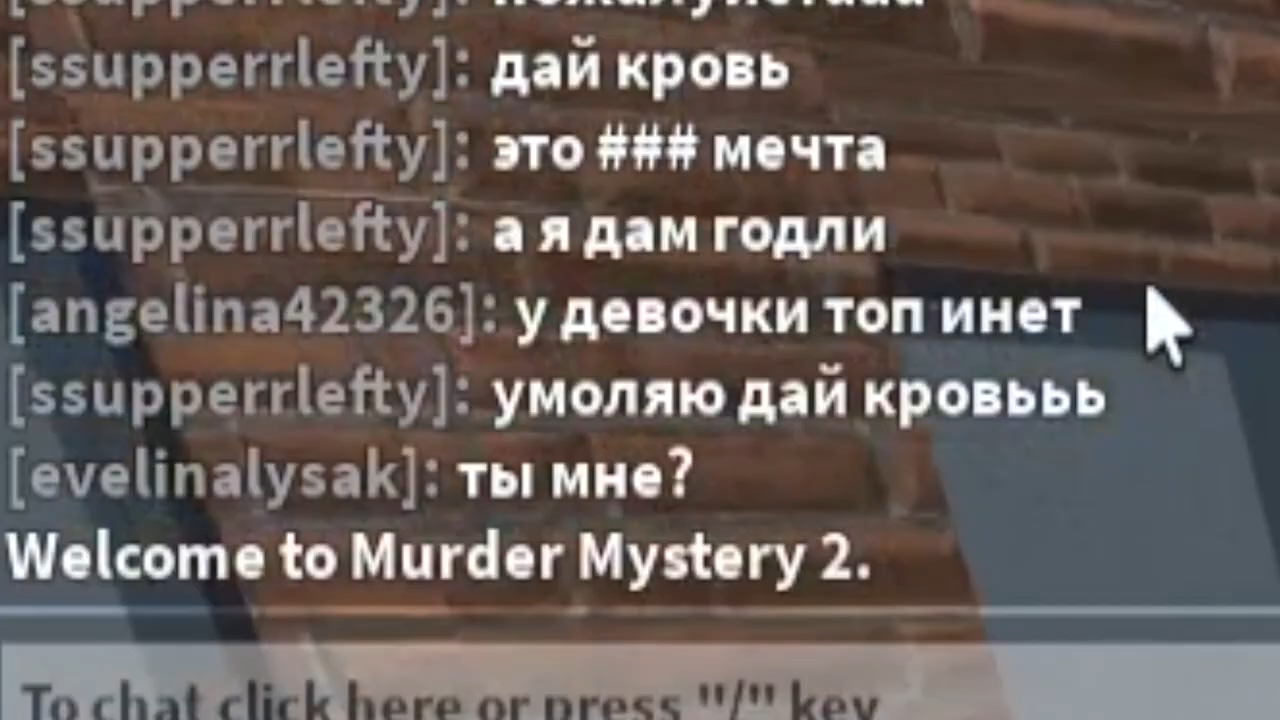 [ssupperrlefty]: дай кровь
[ssupperrlefty]: это ### мечта
[ssupperrlefty]: а я дам годли
[angelina42326]: у девочки топ инет
[ssupperrlefty]: умоляю дай кровььь
[evelinalysak]: ты мне?
Welcome to Murder Mystery 2.
To chat click here or press "/" key